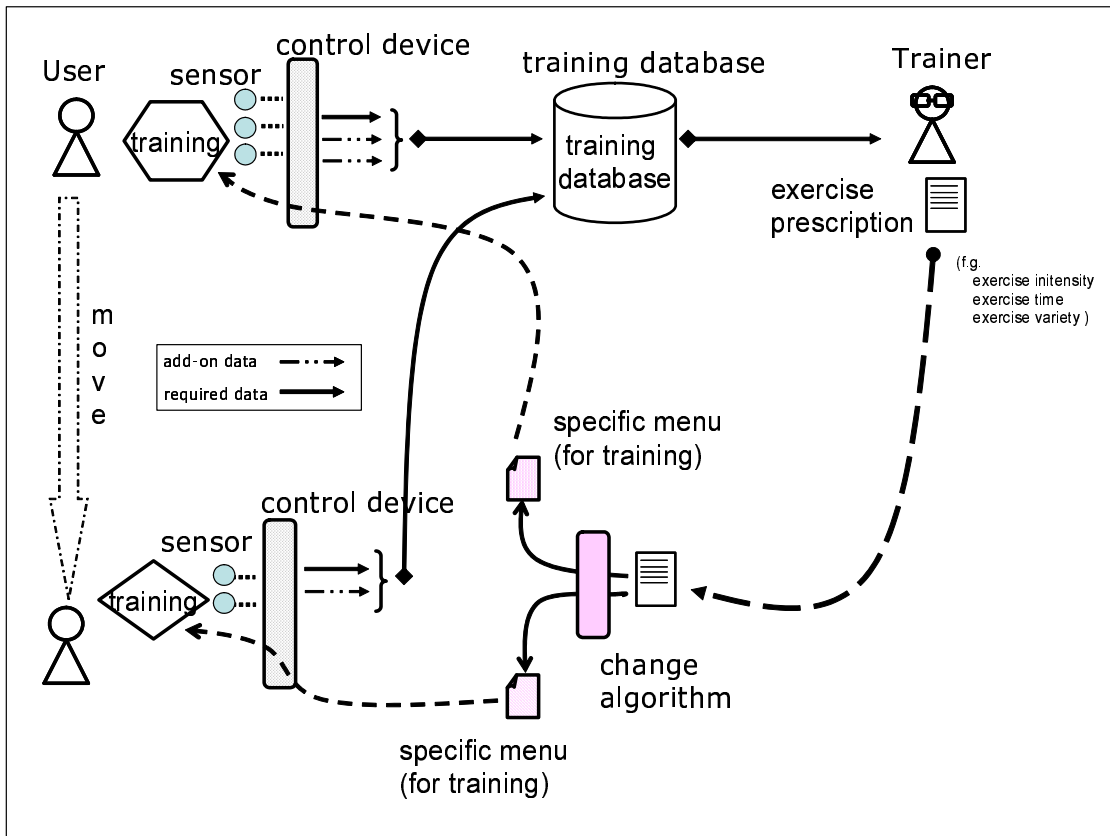 User
sensor
control device
training
training database
training
database
Trainer
exercise
prescription
(f.g.
exercise initensity
exercise time
exercise variety )
m
o
v
e
add-on data
required data
specific menu
(for training)
control device
sensor
training
change
algorithm
specific menu
(for training)